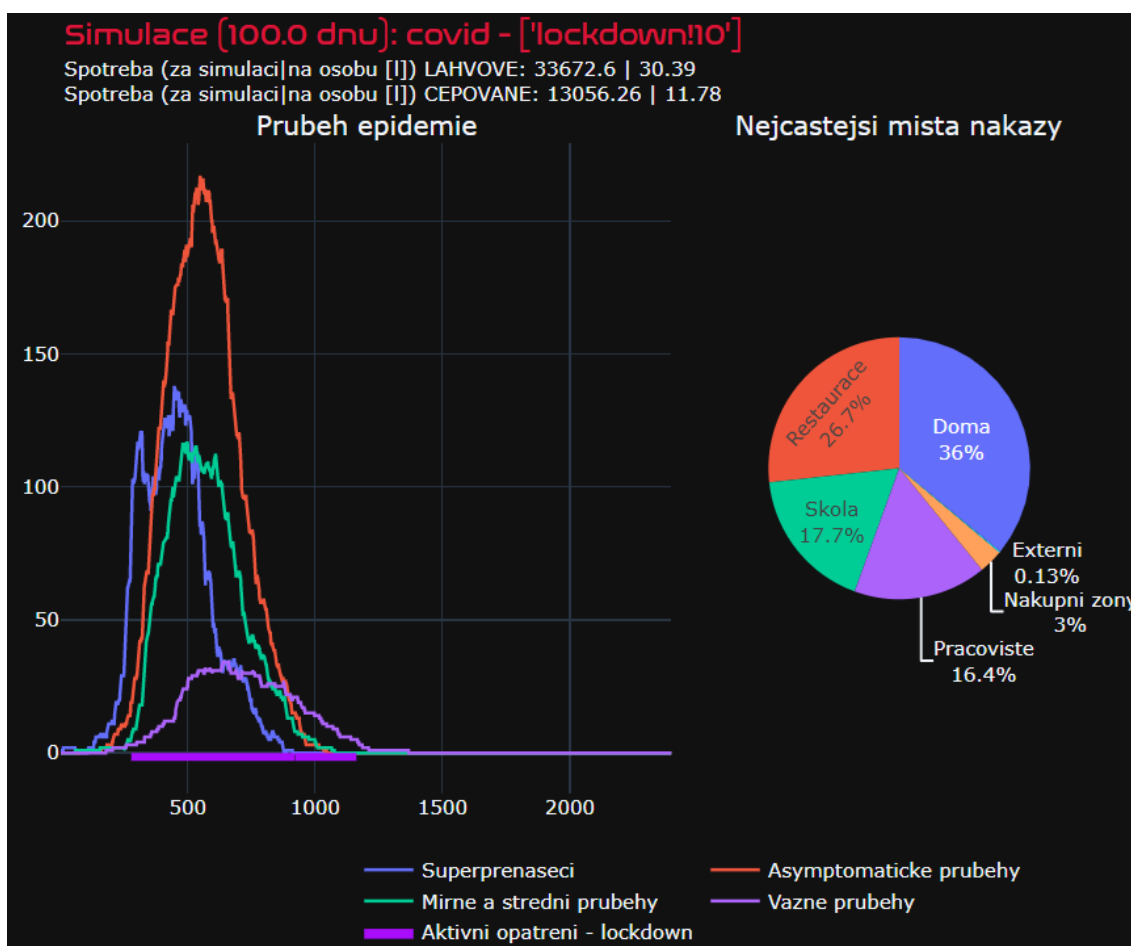 Simulace (100.0 dnu): covid - ['lockdown!10']
Spotreba (za simulaci|na osobu [l]) LAHVOVE: 33672.6 | 30.39
Spotreba (za simulaci|na osobu [l]) CEPOVANE: 13056.26 | 11.78
Prubeh epidemie
Nejcastejsi mista nakazy
200
150
100
50
0
500
1000
1500
2000
Restaurace
26.7%
Doma
36%
Skola
17.7%
Externi
0.13%
Nakupni zony
3%
Pracoviste
16.4%
Superprenaseci
Asymptomaticke prubehy
Mirne a stredni prubehy
Vazne prubehy
Aktivni opatreni - lockdown